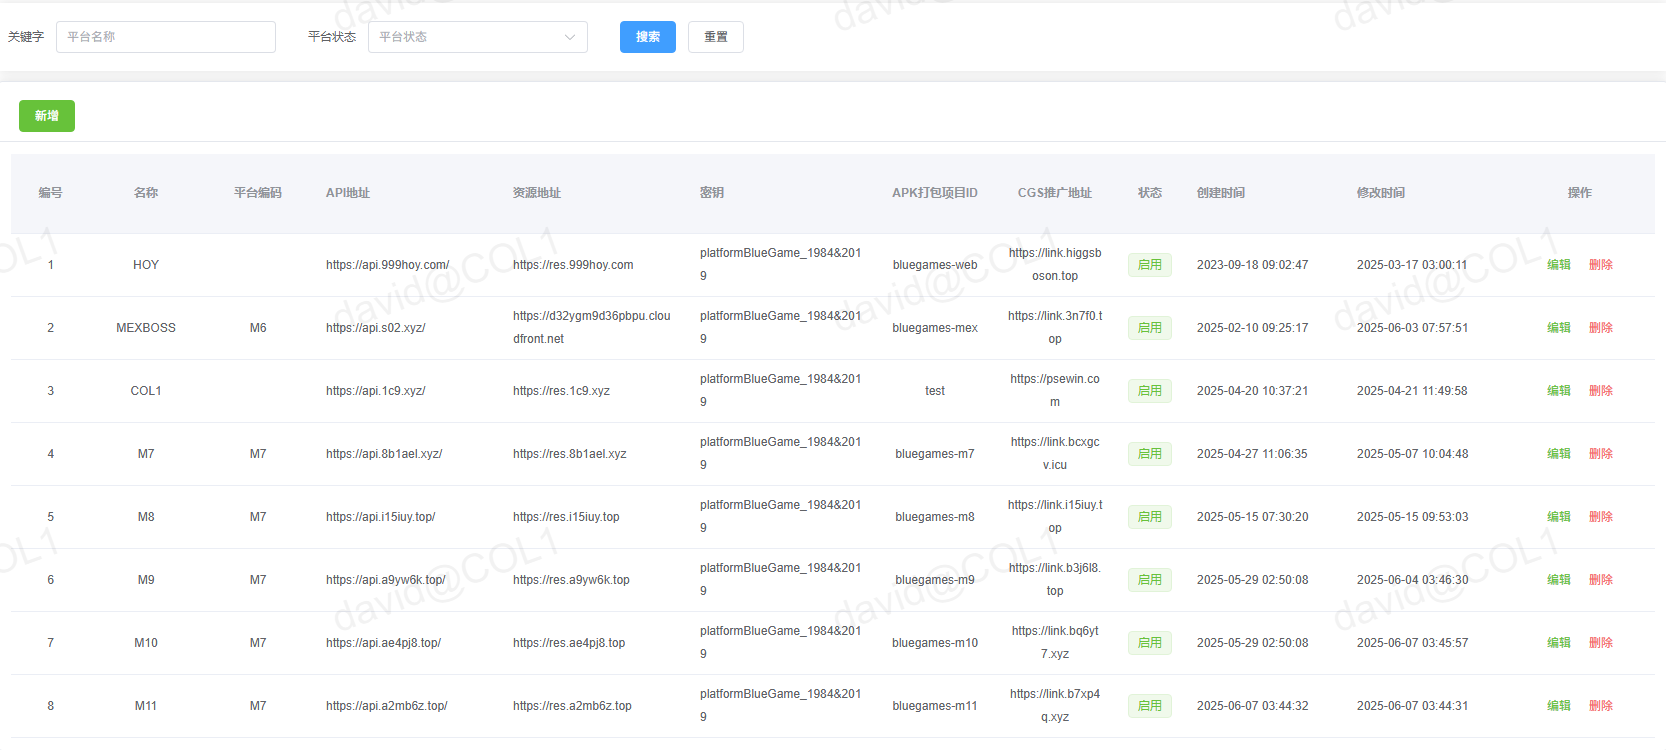 关键字 平台名称 平台状态 平台状态 搜索 重置
新增
编号 名称 平台编码 API地址 资源地址 密钥 APK打包项目ID CGS推广地址 状态 创建时间 修改时间 操作
1 HOY https://api.999hoy.com/ https://res.999hoy.com platformBlueGame_1984&2019 bluegames-web https://link.higgsboson.top 启用 2023-09-18 09:02:47 2025-03-17 03:00:11 编辑 删除
2 MEXBOSS M6 https://api.s02.xyz/ https://d32ygm9d36pbpu.cloudfront.net platformBlueGame_1984&2019 bluegames-mex https://link.3n7f0.top 启用 2025-02-10 09:25:17 2025-06-03 07:57:51 编辑 删除
3 COL1 https://api.1c9.xyz/ https://res.1c9.xyz platformBlueGame_1984&2019 test https://psewin.com 启用 2025-04-20 10:37:21 2025-04-21 11:49:58 编辑 删除
4 M7 M7 https://api.8b1ael.xyz/ https://res.8b1ael.xyz platformBlueGame_1984&2019 bluegames-m7 https://link.bcxgcv.icu 启用 2025-04-27 11:06:35 2025-05-07 10:04:48 编辑 删除
5 M8 M7 https://api.i15iuy.top/ https://res.i15iuy.top platformBlueGame_1984&2019 bluegames-m8 https://link.i15iuy.top 启用 2025-05-15 07:30:20 2025-05-15 09:53:03 编辑 删除
6 M9 M7 https://api.a9yw6k.top/ https://res.a9yw6k.top platformBlueGame_1984&2019 bluegames-m9 https://link.b3j6l8.top 启用 2025-05-29 02:50:08 2025-06-04 03:46:30 编辑 删除
7 M10 M7 https://api.ae4pj8.top/ https://res.ae4pj8.top platformBlueGame_1984&2019 bluegames-m10 https://link.bq6yt7.xyz 启用 2025-05-29 02:50:08 2025-06-07 03:45:57 编辑 删除
8 M11 M7 https://api.a2mb6z.top/ https://res.a2mb6z.top platformBlueGame_1984&2019 bluegames-m11 https://link.b7xp4q.xyz 启用 2025-06-07 03:44:32 2025-06-07 03:44:31 编辑 删除
david@COL1